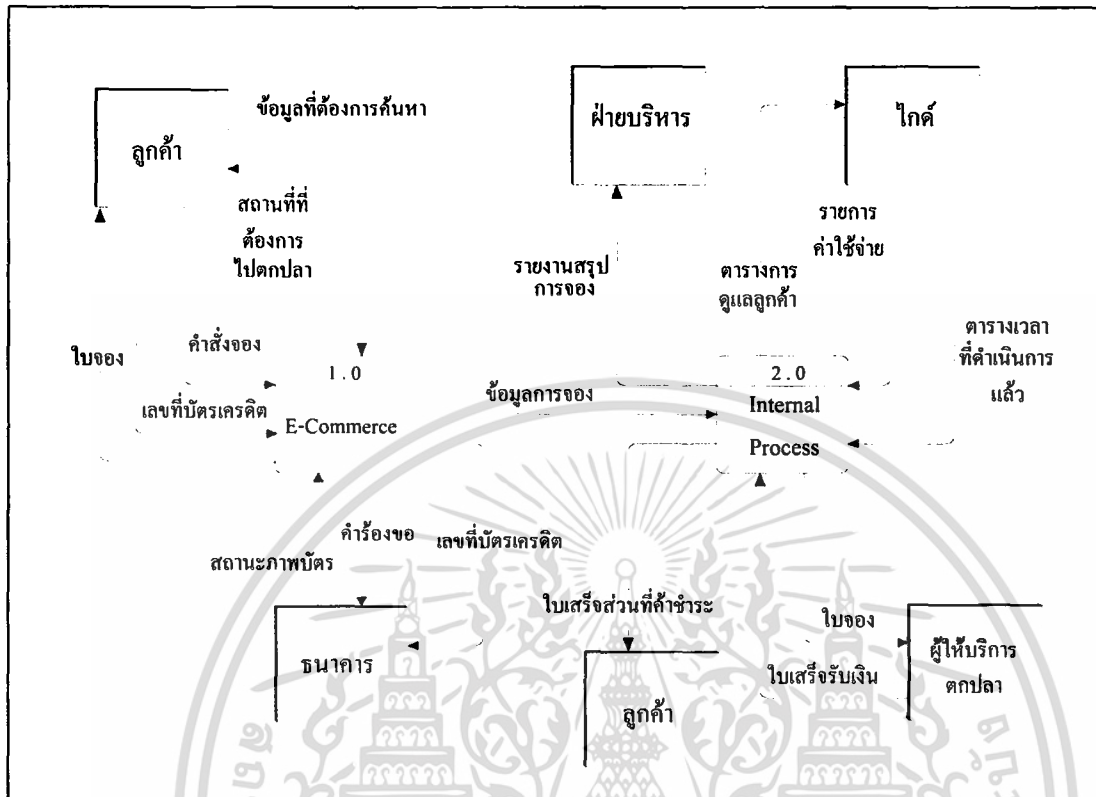 ข้อมูลที่ต้องการค้นหา
ลูกค้า
สถานที่ที่
ต้องการ
ไปตกปลา
ฝ่ายบริหาร
ไกด์
รายการ
ค่าใช้จ่าย
รายงานสรุป
การจอง
ตารางการ
ดูแลลูกค้า
ใบจอง
คำสั่งจอง
เลขที่บัตรเครดิต
1.0
E-Commerce
ข้อมูลการจอง
2.0
Internal
Process
ตารางเวลา
ที่ดำเนินการ
แล้ว
คำร้องขอ
เลขที่บัตรเครดิต
สถานะภาพบัตร
ธนาคาร
ใบเสร็จส่วนที่ค้าชำระ
ลูกค้า
ใบจอง
ใบเสร็จรับเงิน
ผู้ให้บริการ
ตกปลา